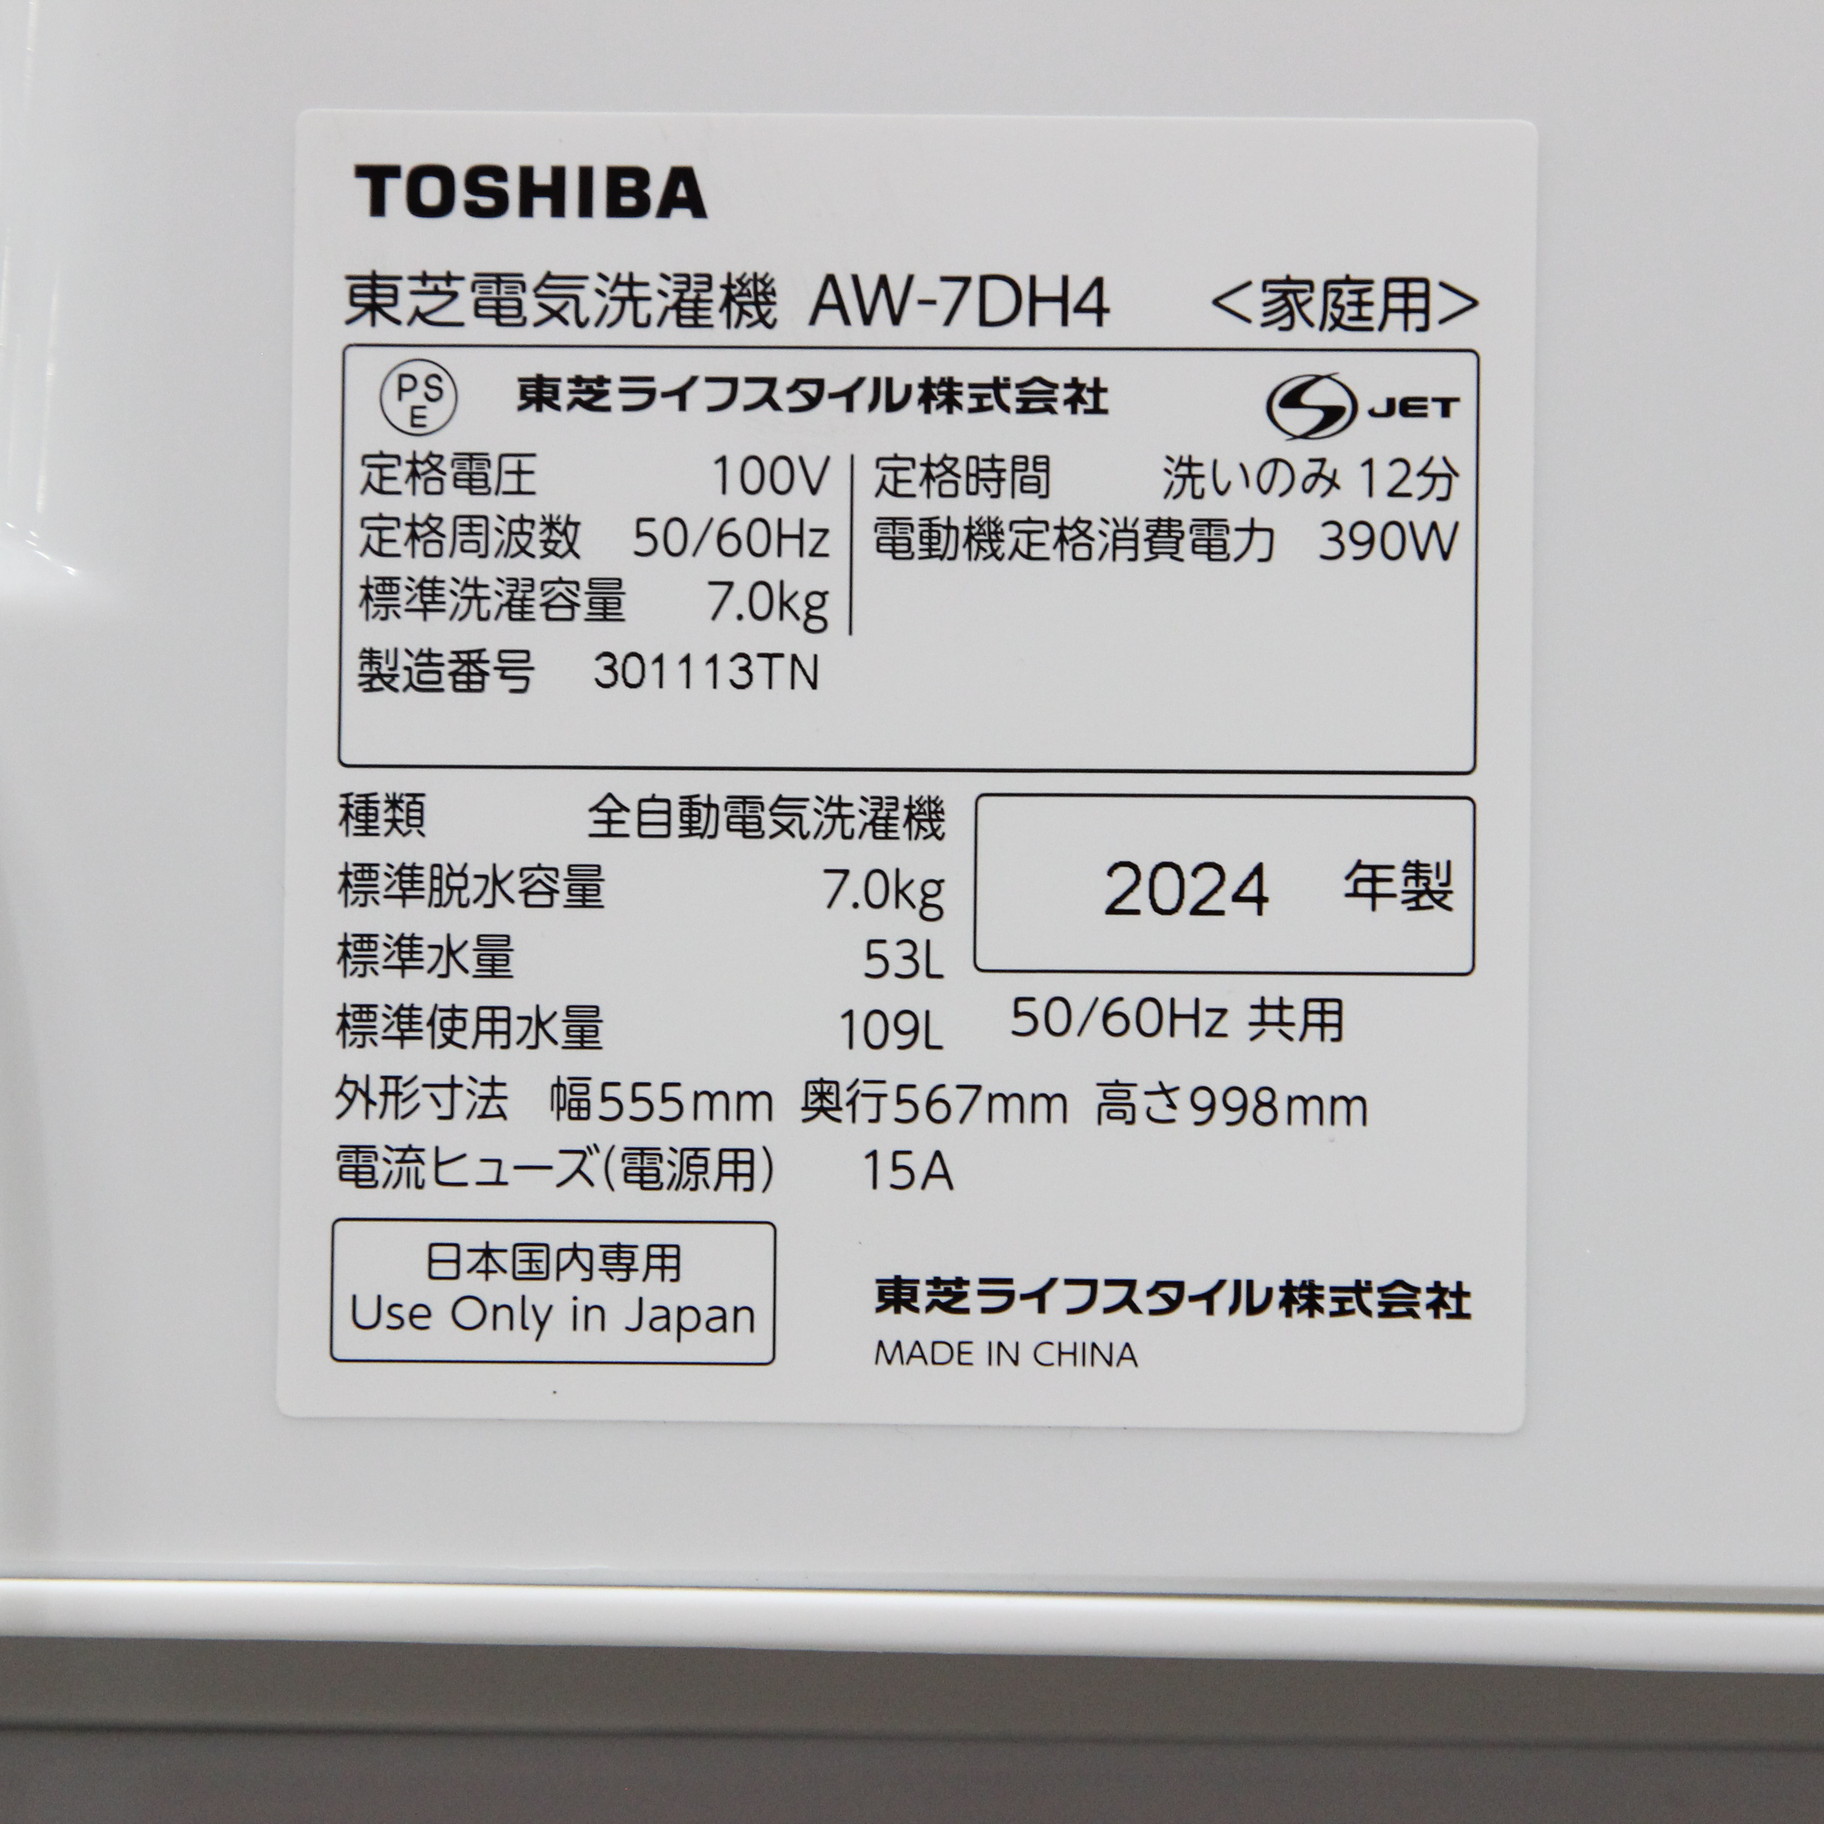 TOSHIBA
東芝電気洗濯機 AW-7DH4 <家庭用>
PSE 東芝ライフスタイル株式会社 S JET
定格電圧 100V 定格時間 洗いのみ 12分
定格周波数 50/60Hz 電動機定格消費電力 390W
標準洗濯容量 7.0kg
製造番号 301113TN
種類 全自動電気洗濯機
標準脱水容量 7.0kg
2024 年製
標準水量 53L
標準使用水量 109L 50/60Hz 共用
外形寸法 幅555mm 奥行567mm 高さ998mm
電流ヒューズ(電源用) 15A
日本国内専用
Use Only in Japan
東芝ライフスタイル株式会社
MADE IN CHINA